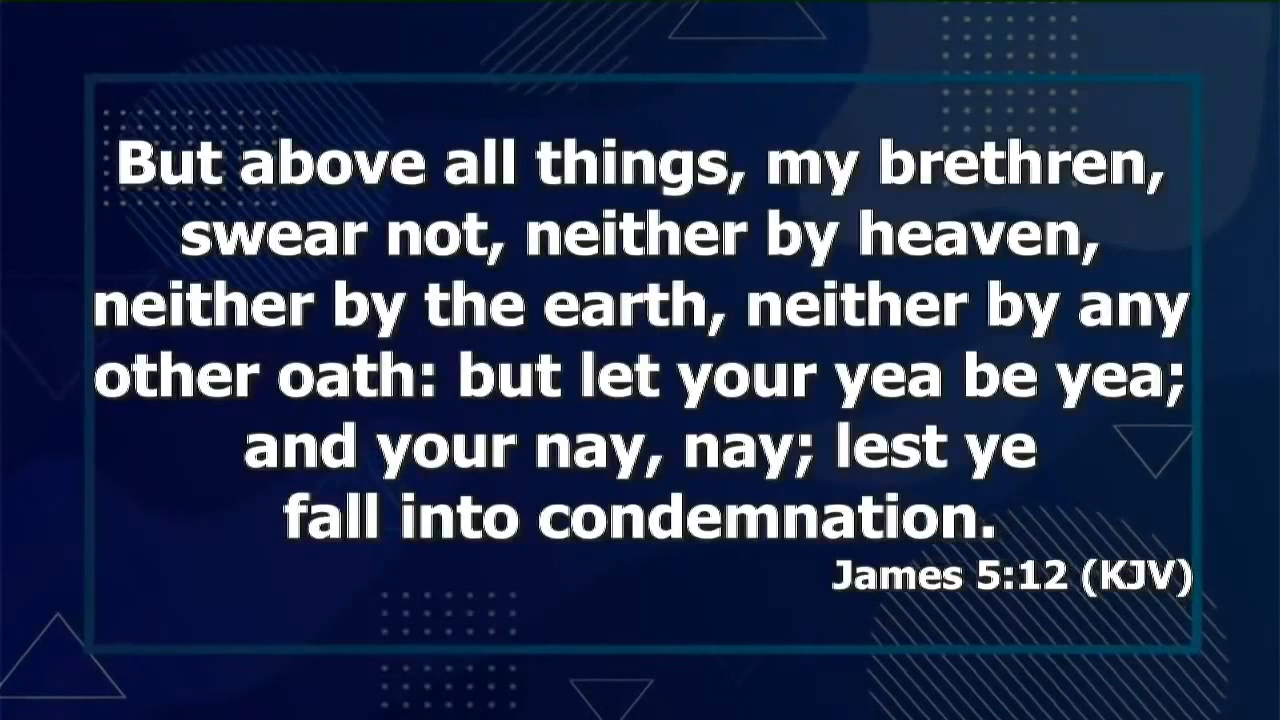 But above all things, my brethren,
swear not, neither by heaven,
neither by the earth, neither by any
other oath: but let your yea be yea;
and your nay, nay; lest ye
fall into condemnation.
James 5:12 (KJV)